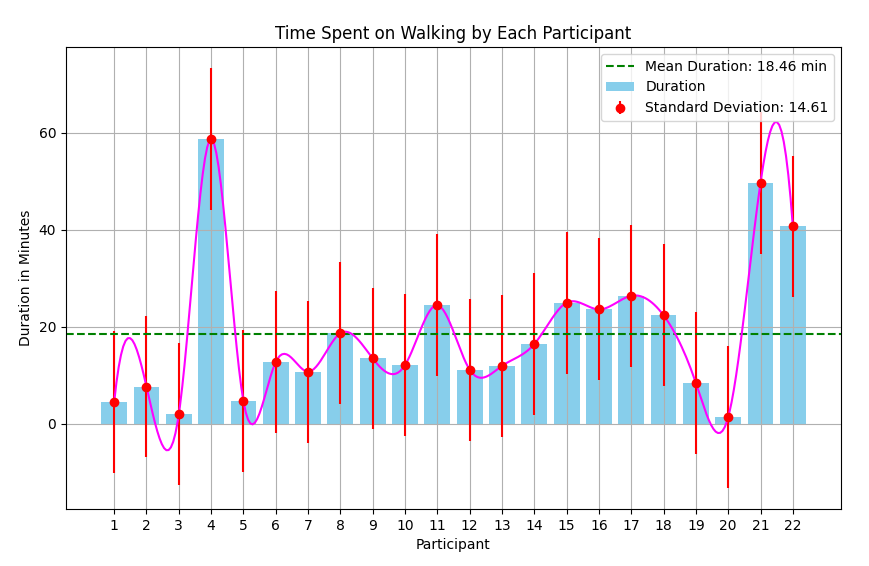 Time Spent on Walking by Each Participant
Mean Duration: 18.46 min
Duration
Standard Deviation: 14.61
Duration in Minutes
60
40
20
0
1 2 3 4 5 6 7 8 9 10 11 12 13 14 15 16 17 18 19 20 21 22
Participant